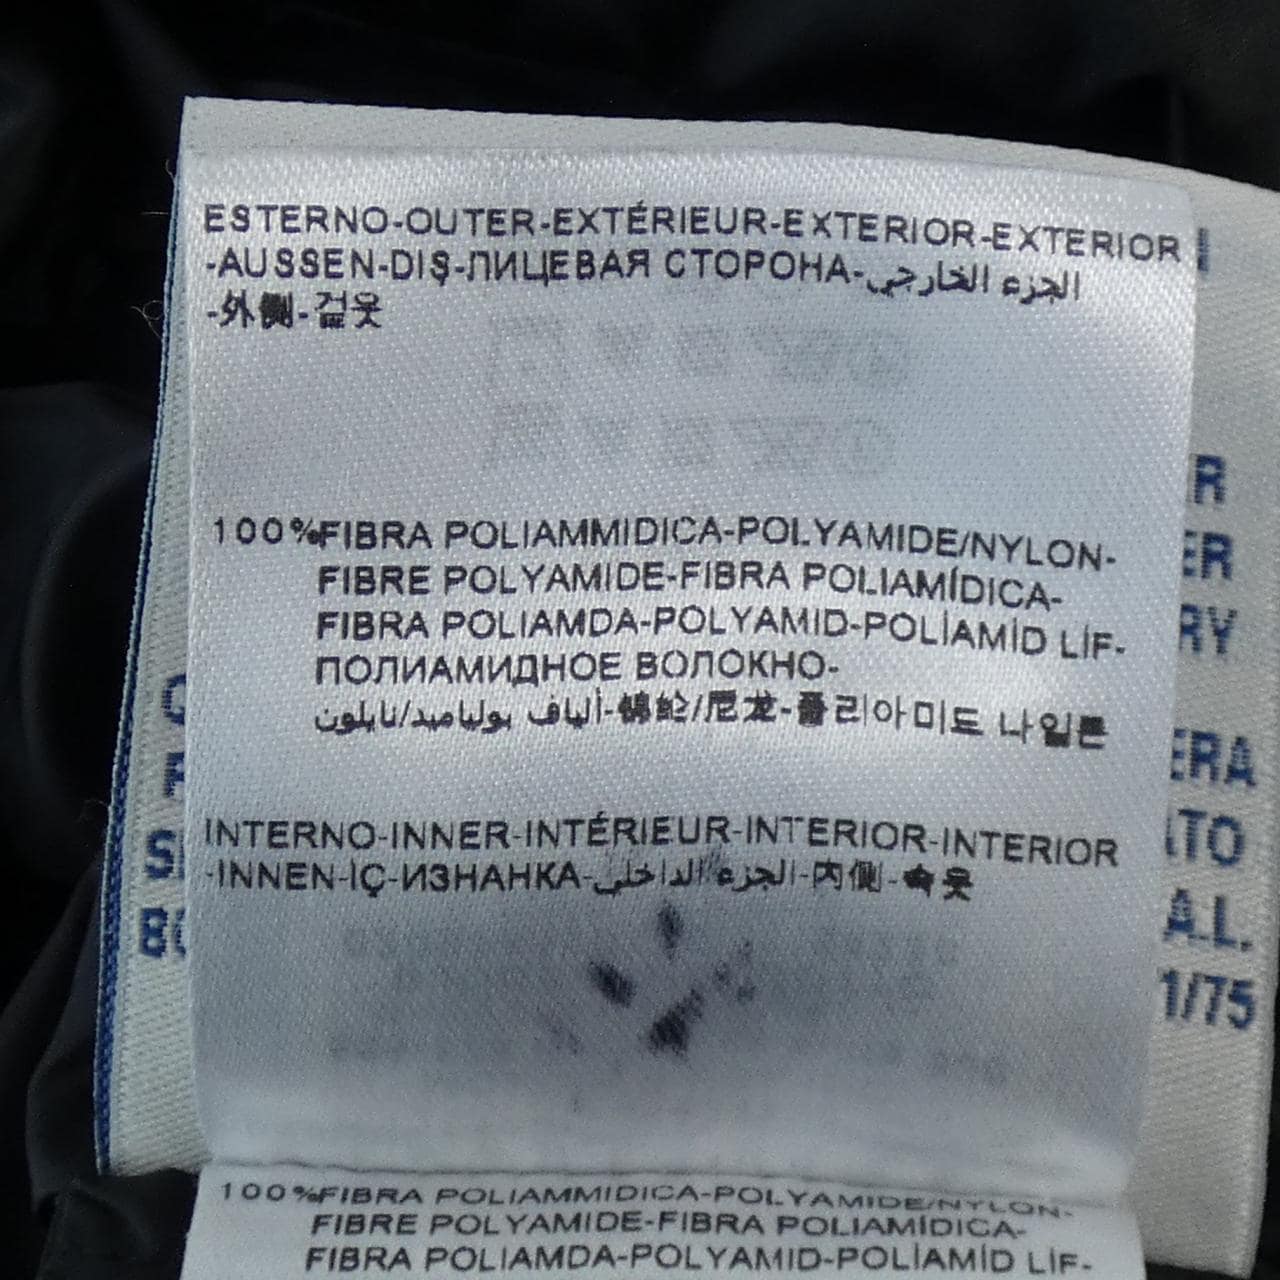 ESTERNO-OUTER-EXTÉRIEUR-EXTERIOR-EXTERIOR
-AUSSEN-DIŞ-ЛИЦЕВАЯ СТОРОНА-الجزء الخارجي
-外側-겉옷
100%FIBRA POLIAMMIDICA-POLYAMIDE/NYLON-
FIBRE POLYAMIDE-FIBRA POLIAMÍDICA-
FIBRA POLIAMDA-POLYAMID-POLİAMİD LİF-
ПОЛИАМИДНОЕ ВОЛОКНО-
ألياف بولياميد/نايلون-锦纶/尼龙-폴리아미드 나일론
INTERNO-INNER-INTÉRIEUR-INTERIOR-INTERIOR
-INNEN-İÇ-ИЗНАНКА-الجزء الداخلي-内側-속옷
100%FIBRA POLIAMMIDICA-POLYAMIDE/NYLON-
FIBRE POLYAMIDE-FIBRA POLIAMÍDICA-
FIBRA POLIAMDA-POLYAMID-POLİAMİD LİF-
R
ER
RY
ERA
ATO
A.L.
1/75